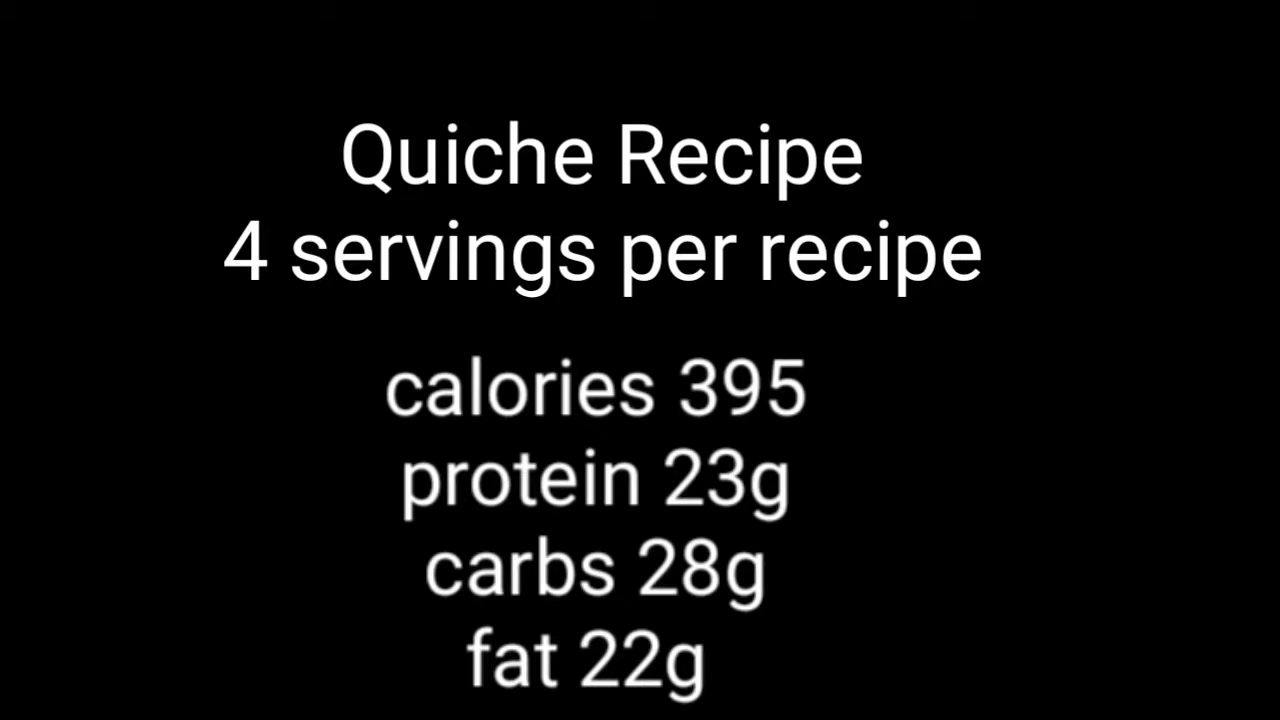 Quiche Recipe
4 servings per recipe
calories 395
protein 23g
carbs 28g
fat 22g